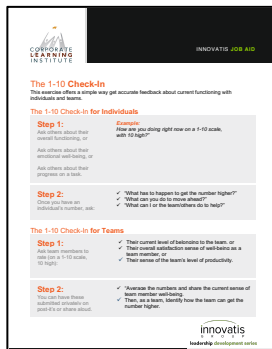 CORPORATE
LEARNING
INSTITUTE
INNOVATIS JOB AID
The 1-10 Check-In
This exercise offers a simple way get accurate feedback about current functioning with
individuals and teams.
The 1-10 Check-In for Individuals
Step 1:
Ask others about their
overall functioning, or
Ask others about their
emotional well-being, or
Ask others about their
progress on a task.
Example:
How are you doing right now on a 1-10 scale,
with 10 high?"
Step 2:
Once you have an
individual's number, ask:
✓ "What has to happen to get the number higher?"
✓ "What can you do to move ahead?"
✓ "What can I or the team/others do to help?"
The 1-10 Check-In for Teams
Step 1:
Ask team members to
rate (on a 1-10 scale,
10 high):
✓ Their current level of belonging to the team, or
✓ Their overall satisfaction sense of well-being as a
team member, or
✓ Their sense of the team's level of productivity.
Step 2:
You can have these
submitted privately on
post-it's or share aloud.
✓ "Average the numbers and share the current sense of
team member well-being.
✓ Then, as a team, identify how the team can get the
number higher.
innovatis
GROUP
leadership development series